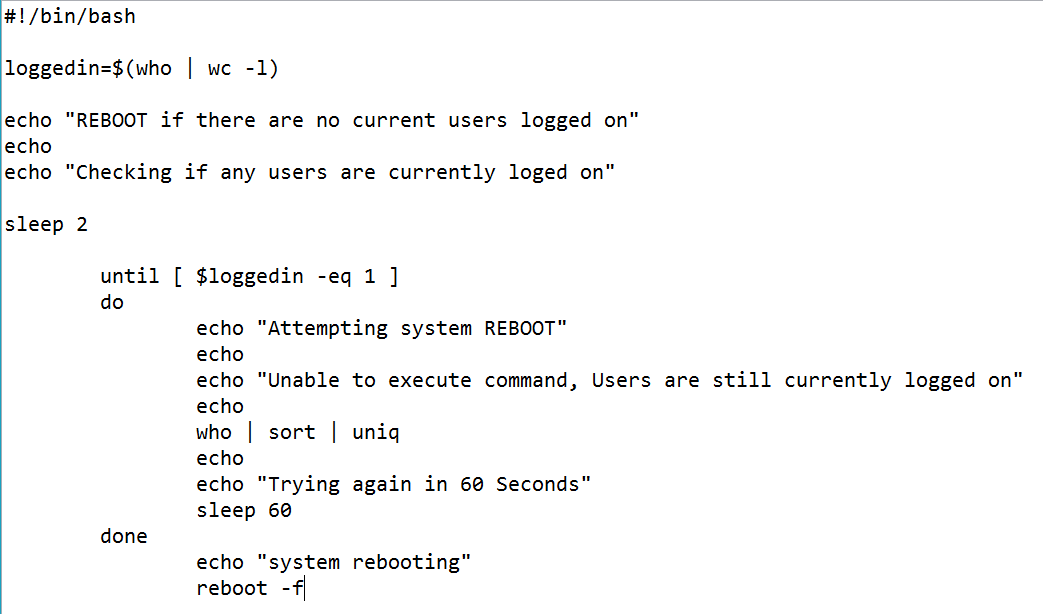 #!/bin/bash
loggedin=$(who | wc -l)
echo "REBOOT if there are no current users logged on"
echo
echo "Checking if any users are currently loged on"
sleep 2
until [ $loggedin -eq 1 ]
do
echo "Attempting system REBOOT"
echo
echo "Unable to execute command, Users are still currently logged on"
echo
who | sort | uniq
echo
echo "Trying again in 60 Seconds"
sleep 60
done
echo "system rebooting"
reboot -f